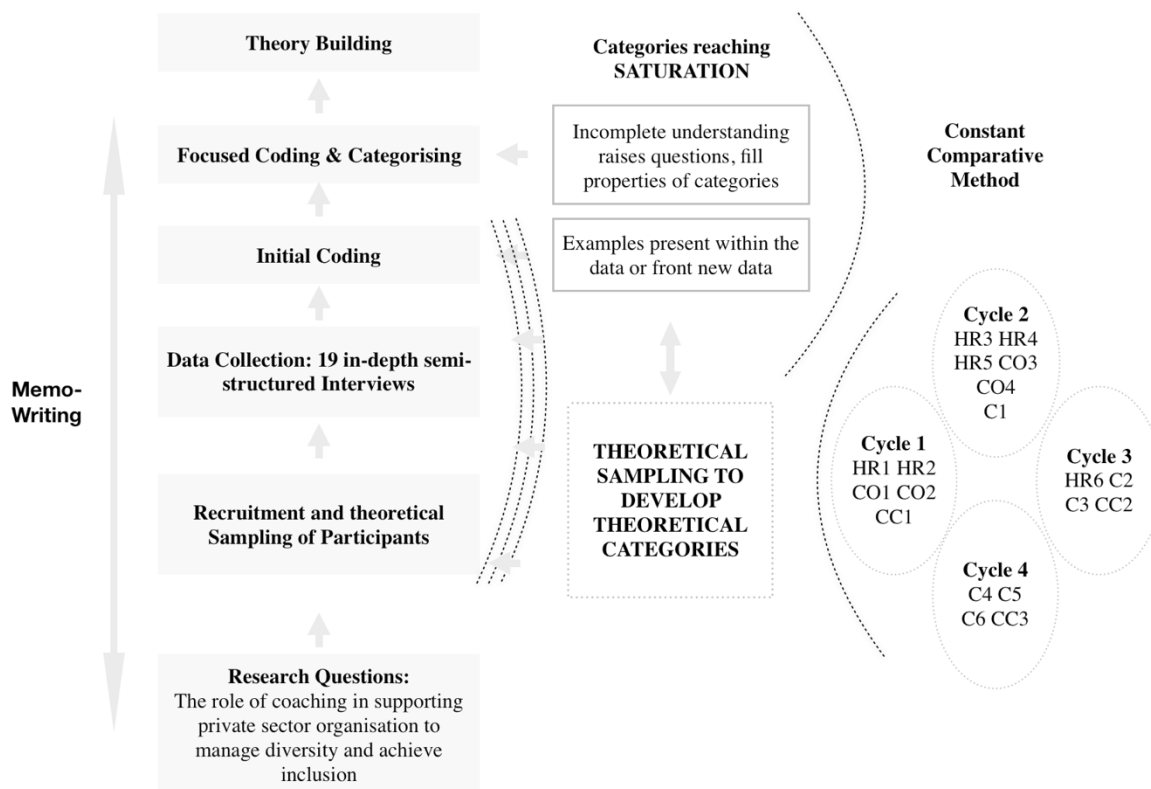 Theory Building
Focused Coding & Categorising
Initial Coding
Data Collection: 19 in-depth semi-
structured Interviews
Recruitment and theoretical
Sampling of Participants
Research Questions:
The role of coaching in supporting
private sector organisation to
manage diversity and achieve
inclusion
Memo-
Writing
Categories reaching
SATURATION
Incomplete understanding
raises questions, fill
properties of categories
Examples present within the
data or front new data
THEORETICAL
SAMPLING TO
DEVELOP
THEORETICAL
CATEGORIES
Constant
Comparative
Method
Cycle 1
HR1 HR2
CO1 CO2
CC1
Cycle 2
HR3 HR4
HR5 CO3
CO4
C1
Cycle 3
HR6 C2
C3 CC2
Cycle 4
C4 C5
C6 CC3